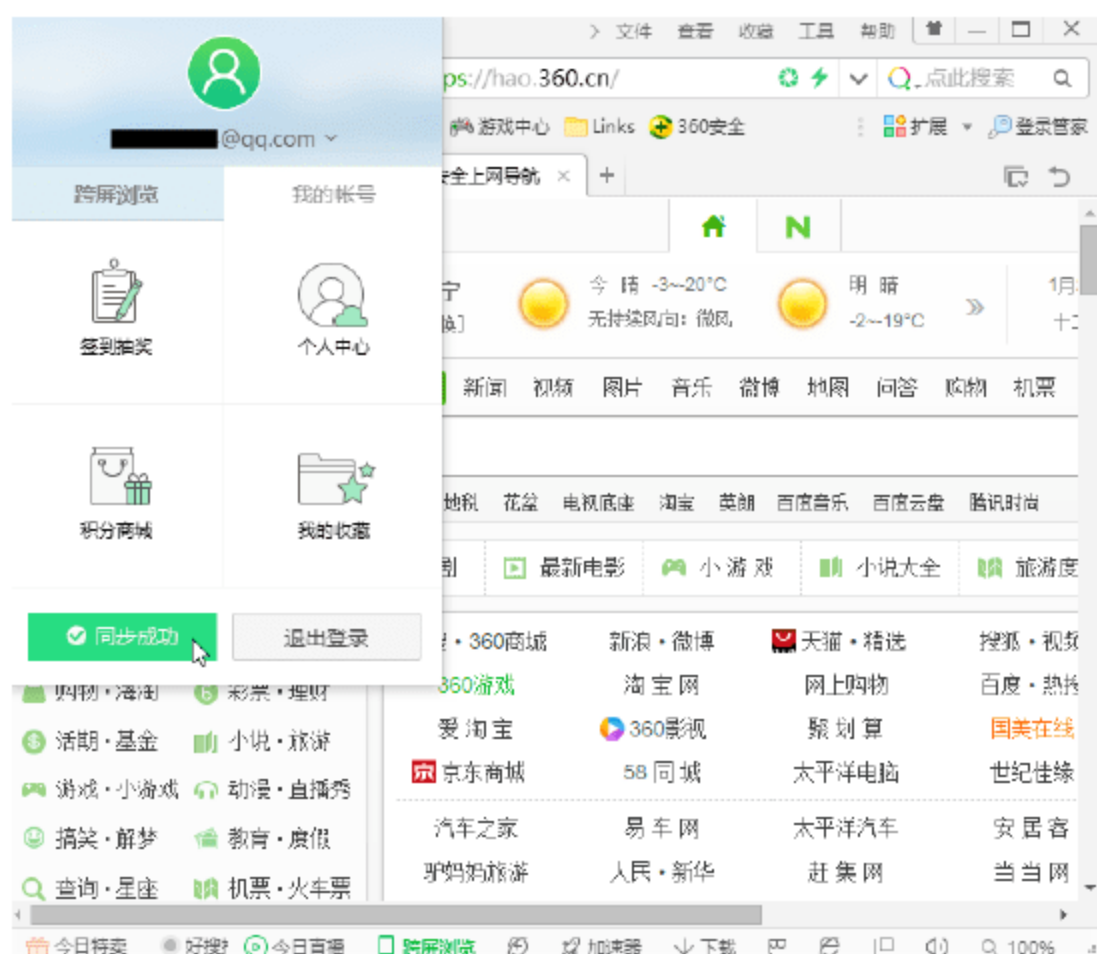 文件 查看 收藏 工具 帮助
ps://hao.360.cn/ 点此搜索
@qq.com
游戏中心 Links 360安全 扩展 登录管家
全上网导航
跨屏浏览 我的帐号
今 晴 -3~20°C 明 晴 1月
无持续风向: 微风, -2~19°C 十二
签到抽奖 个人中心
新闻 视频 图片 音乐 微博 地图 问答 购物 机票
地税 花盆 电视底座 淘宝 英朗 百度音乐 百度云盘 腾讯时尚
积分商城 我的收藏
剧 最新电影 小游戏 小说大全 旅游度
同步成功 退出登录
·360商城 新浪·微博 天猫·精选 搜狐·视频
购物·海淘 彩票·理财
360游戏 淘宝网 网上购物 百度·热搜
爱淘宝 360影视 聚划算 国美在线
活期·基金 小说·旅游
京东商城 58同城 太平洋电脑 世纪佳缘
游戏·小游戏 动漫·直播秀
汽车之家 易车网 太平洋汽车 安居客
搞笑·解梦 教育·度假
驴妈妈旅游 人民·新华 赶集网 当当网
查询·星座 机票·火车票
今日特卖 好搜 今日直播 跨屏浏览 加速器 下载 100%